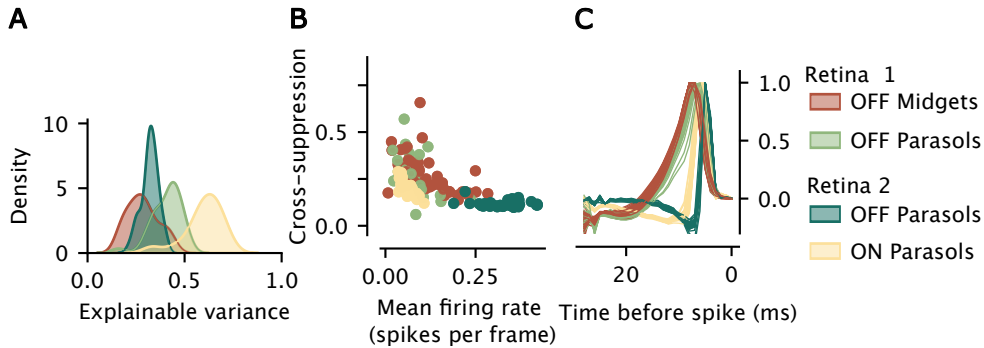 A
B
C
Density
10
5
0
0.0
0.5
1.0
Explainable variance
Cross−suppression
0.5
0.0
0.00
0.25
Mean firing rate
(spikes per frame)
1.0
0.5
0.0
20
0
Time before spike (ms)
Retina 1
OFF Midgets
OFF Parasols
Retina 2
OFF Parasols
ON Parasols